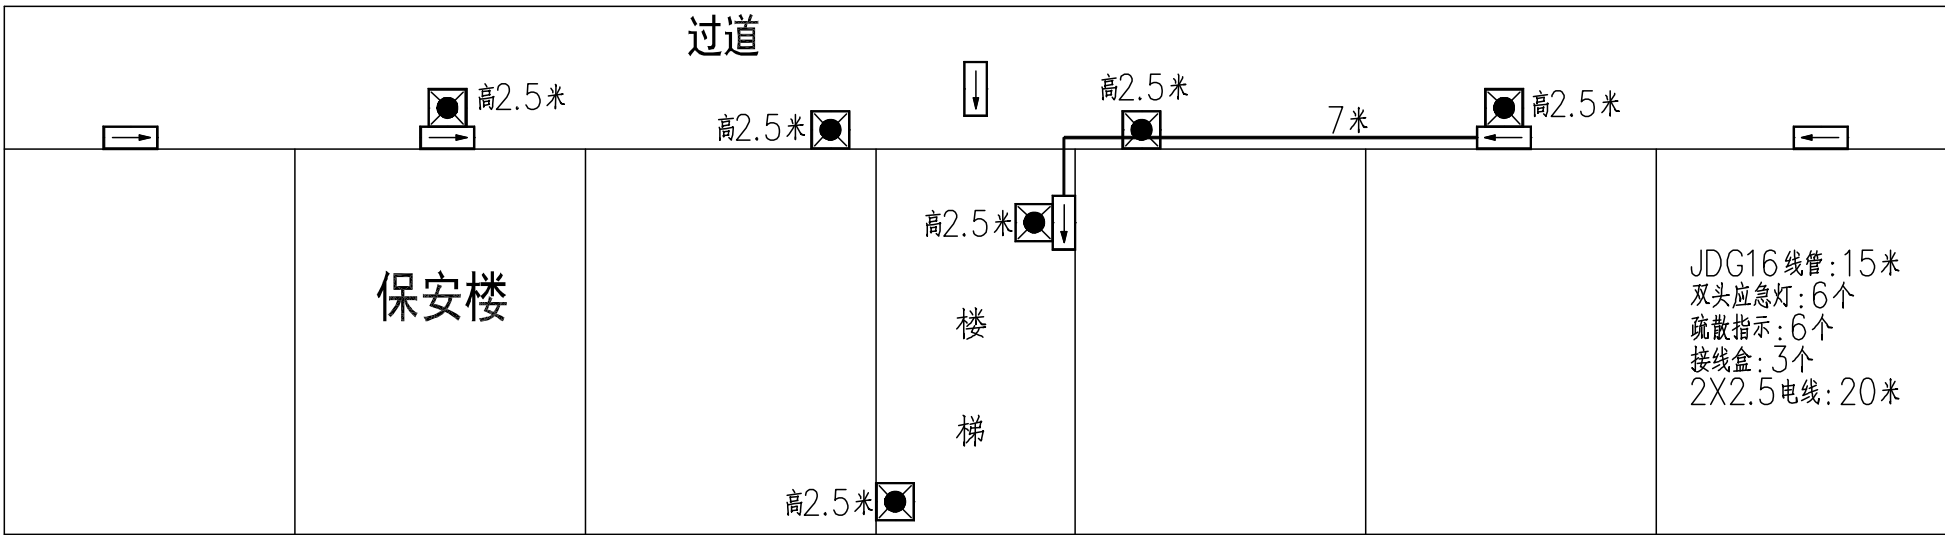 过道
高2.5米
高2.5米
高2.5米
7米
高2.5米
高2.5米
保安楼
楼
梯
高2.5米
JDG16线管:15米
双头应急灯:6个
疏散指示:6个
接线盒:3个
2X2.5电线:20米